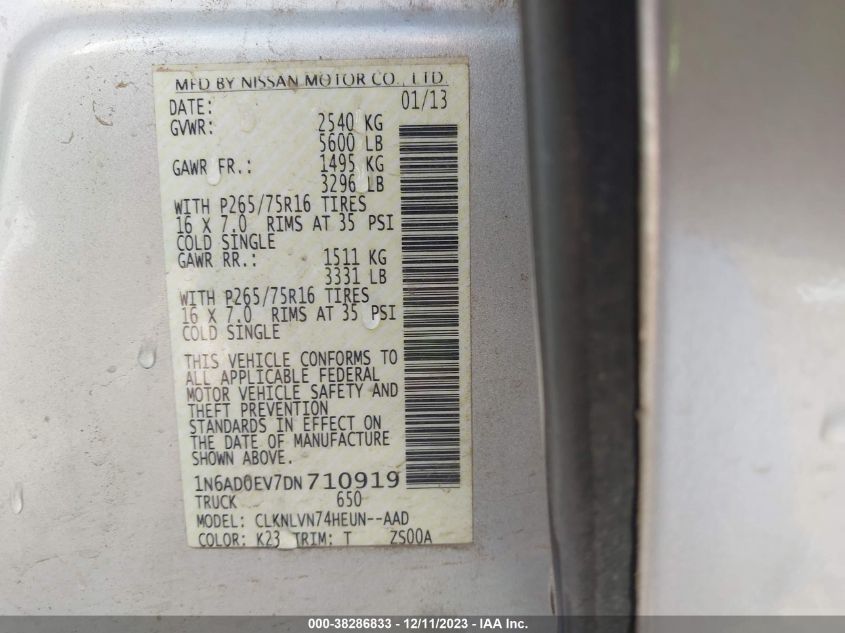 MFD BY NISSAN MOTOR CO., LTD.
DATE: 01/13
GVWR: 2540 KG
5600 LB
GAWR FR.: 1495 KG
3296 LB
WITH P265/75R16 TIRES
16 X 7.0 RIMS AT 35 PSI
COLD SINGLE
GAWR RR.: 1511 KG
3331 LB
WITH P265/75R16 TIRES
16 X 7.0 RIMS AT 35 PSI
COLD SINGLE
THIS VEHICLE CONFORMS TO
ALL APPLICABLE FEDERAL
MOTOR VEHICLE SAFETY AND
THEFT PREVENTION
STANDARDS IN EFFECT ON
THE DATE OF MANUFACTURE
SHOWN ABOVE.
1N6AD0EV7DN 710919
TRUCK 650
MODEL: CLKNLVN74HEUN--AAD
COLOR: K23 TRIM: T ZS00A
000-38286833 - 12/11/2023 - IAA Inc.